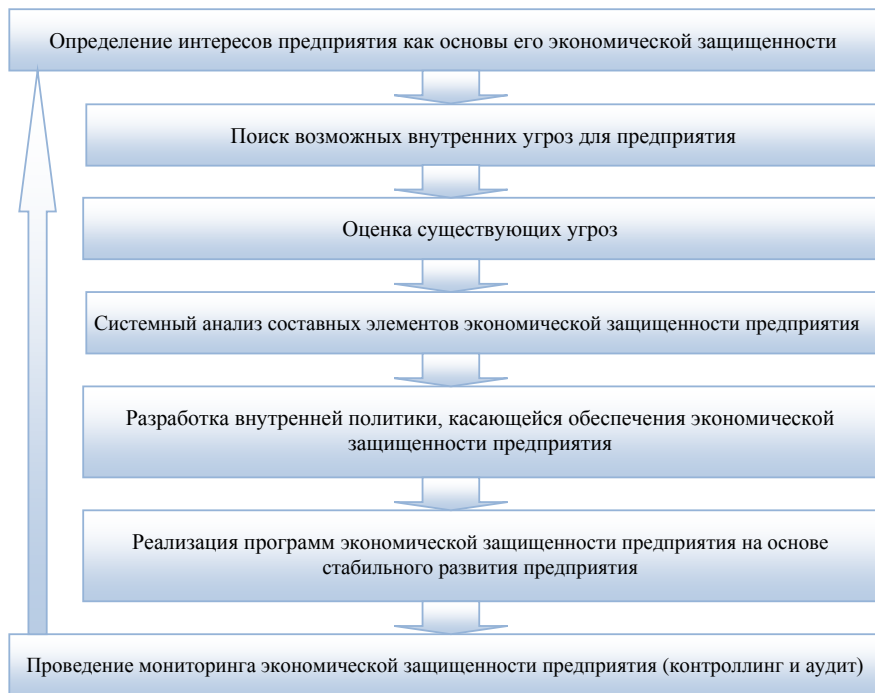 Определение интересов предприятия как основы его экономической защищенности
Поиск возможных внутренних угроз для предприятия
Оценка существующих угроз
Системный анализ составных элементов экономической защищенности предприятия
Разработка внутренней политики, касающейся обеспечения экономической
защищенности предприятия
Реализация программ экономической защищенности предприятия на основе
стабильного развития предприятия
Проведение мониторинга экономической защищенности предприятия (контроллинг и аудит)